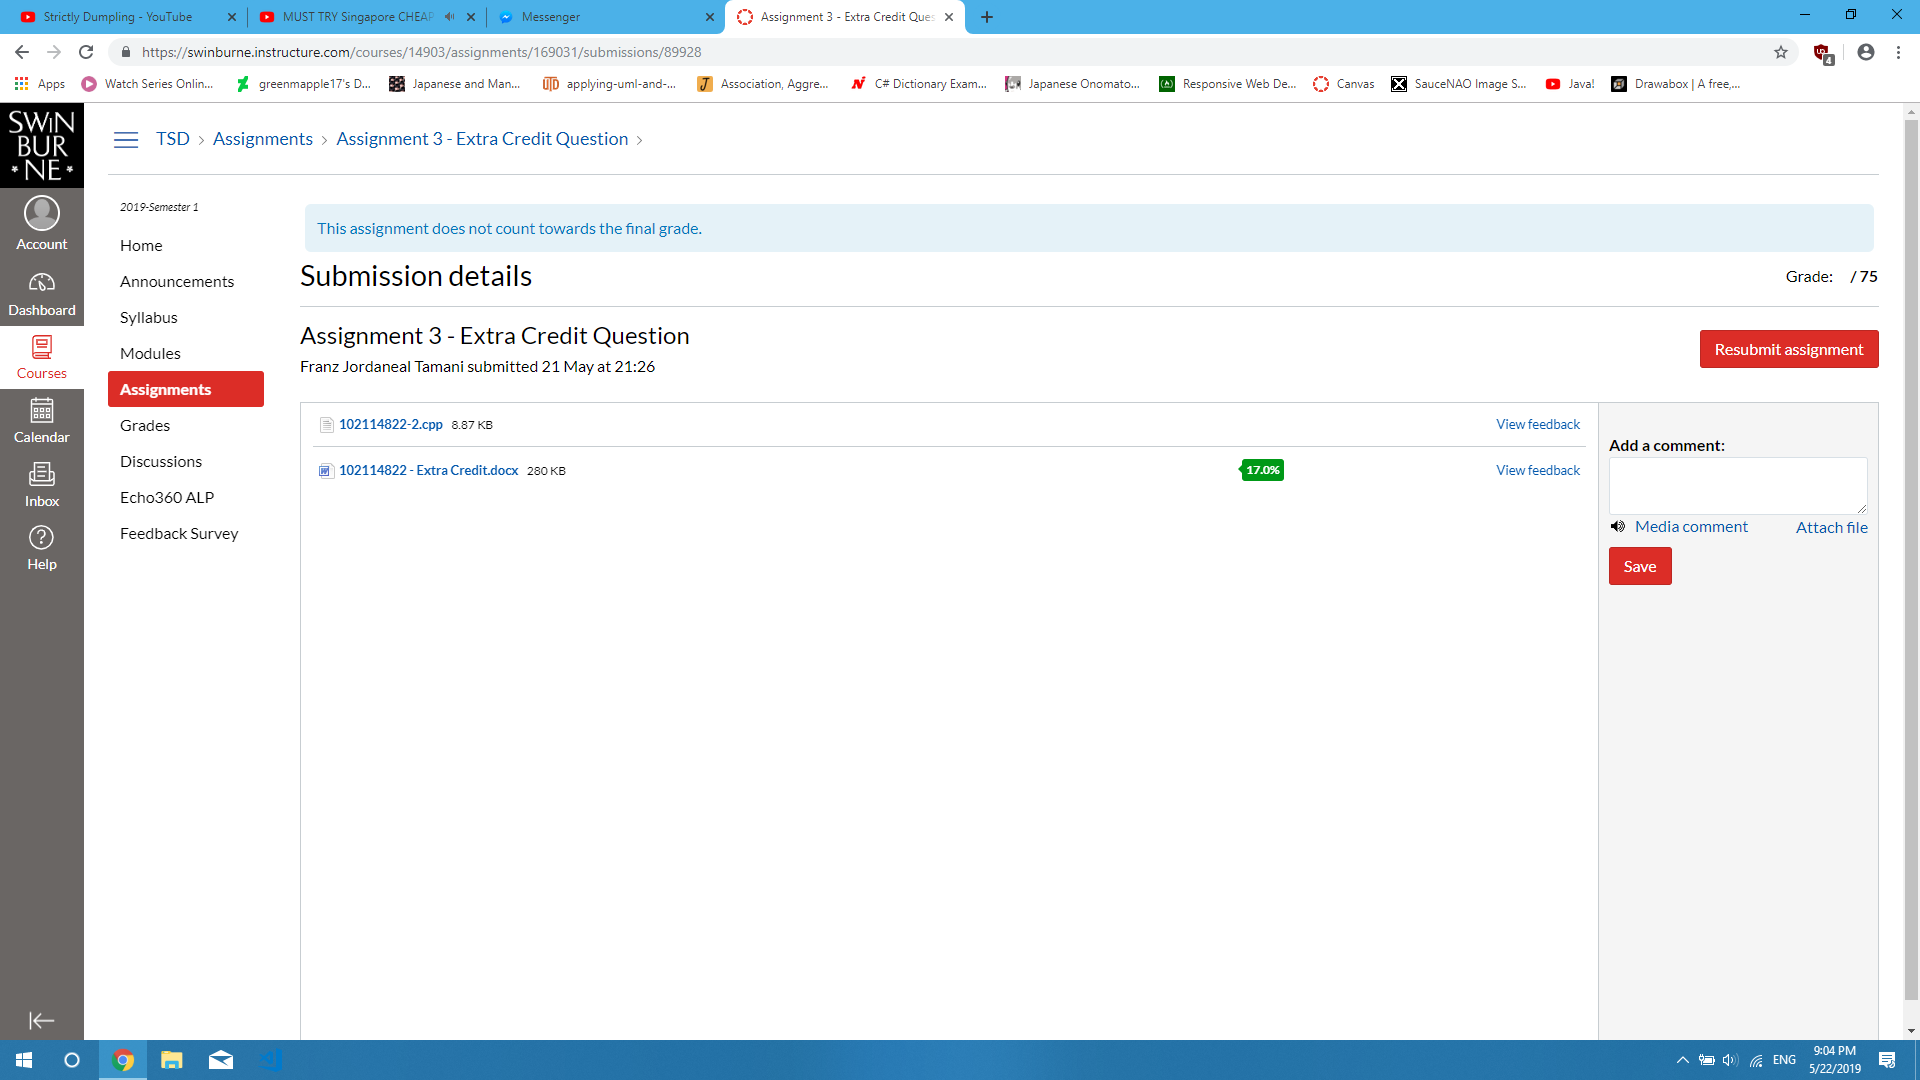 Strictly Dumpling - YouTube
MUST TRY Singapore CHEAP
Messenger
Assignment 3 - Extra Credit Ques
https://swinburne.instructure.com/courses/14903/assignments/169031/submissions/89928
4
Apps
Watch Series Online...
greenmapple17's D...
Japanese and Man...
applying-uml-and-...
Association, Aggre...
C# Dictionary Exam...
Japanese Onomato...
Responsive Web De...
Canvas
SauceNAO Image S...
Java!
Drawabox | A free,...
SWIN
BUR
*NE*
Account
Dashboard
Courses
Calendar
Inbox
Help
TSD > Assignments > Assignment 3 - Extra Credit Question >
2019-Semester 1
Home
Announcements
Syllabus
Modules
Assignments
Grades
Discussions
Echo360 ALP
Feedback Survey
This assignment does not count towards the final grade.
Submission details
Grade: / 75
Assignment 3 - Extra Credit Question
Franz Jordaneal Tamani submitted 21 May at 21:26
Resubmit assignment
102114822-2.cpp 8.87 KB View feedback
102114822 - Extra Credit.docx 280 KB 17.0% View feedback
Add a comment:
Media comment
Attach file
Save
ENG
9:04 PM
5/22/2019